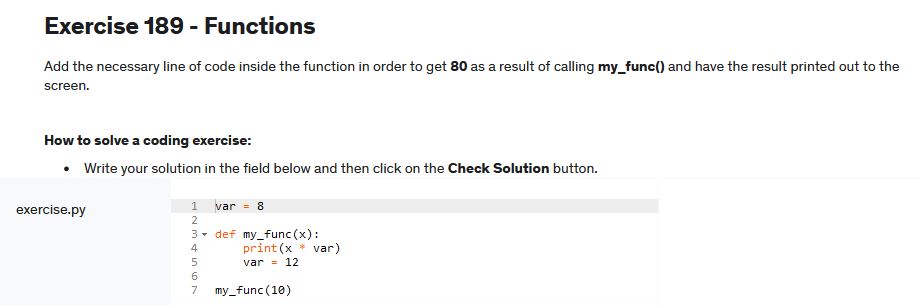 Exercise 189 - Functions
Add the necessary line of code inside the function in order to get 80 as a result of calling my_func() and have the result printed out to the
screen.
How to solve a coding exercise:
• Write your solution in the field below and then click on the Check Solution button.
exercise.py
1 var = 8
2
3 def my_func(x):
4     print(x * var)
5     var = 12
6
7 my_func(10)